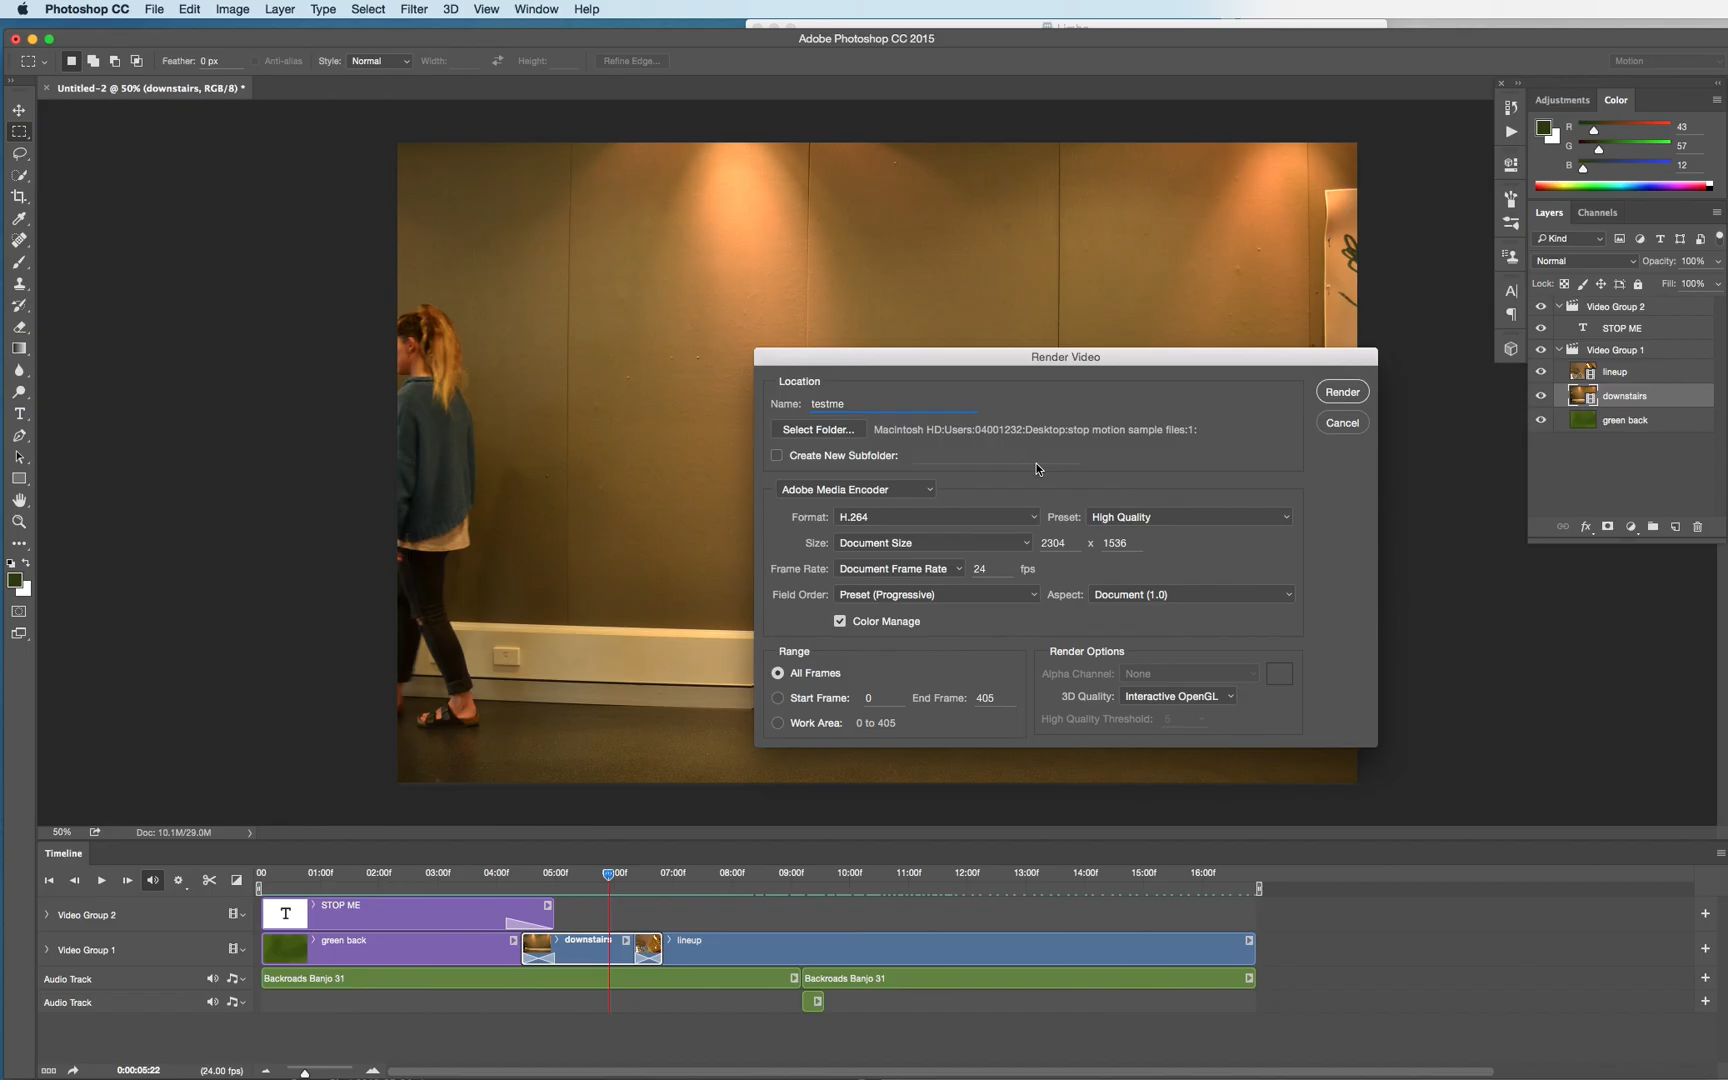 Photoshop CC File Edit Image Layer Type Select Filter 3D View Window Help
Adobe Photoshop CC 2015
Feather: 0 px Anti-alias Style: Normal Width: Height: Refine Edge... Motion
Untitled-2 @ 50% (downstairs, RGB/8) *
Adjustments Color
R 43
G 57
B 12
Layers Channels
Kind
Normal Opacity: 100%
Lock: Fill: 100%
Video Group 2
T STOP ME
Video Group 1
lineup
downstairs
green back
fx
Render Video
Location
Name: testme
Select Folder... Macintosh HD:Users:04001232:Desktop:stop motion sample files:1:
Create New Subfolder:
Render
Cancel
Adobe Media Encoder
Format: H.264 Preset: High Quality
Size: Document Size 2304 x 1536
Frame Rate: Document Frame Rate 24 fps
Field Order: Preset (Progressive) Aspect: Document (1.0)
Color Manage
Range
All Frames
Start Frame: 0 End Frame: 405
Work Area: 0 to 405
Render Options
Alpha Channel: None
3D Quality: Interactive OpenGL
High Quality Threshold: 5
50% Doc: 10.1M/29.0M
Timeline
00 01:00f 02:00f 03:00f 04:00f 05:00f :00f 07:00f 08:00f 09:00f 10:00f 11:00f 12:00f 13:00f 14:00f 15:00f 16:00f
Video Group 2 T STOP ME
Video Group 1 green back downstairs lineup
Audio Track Backroads Banjo 31 Backroads Banjo 31
Audio Track
0:00:05:22 (24.00 fps)